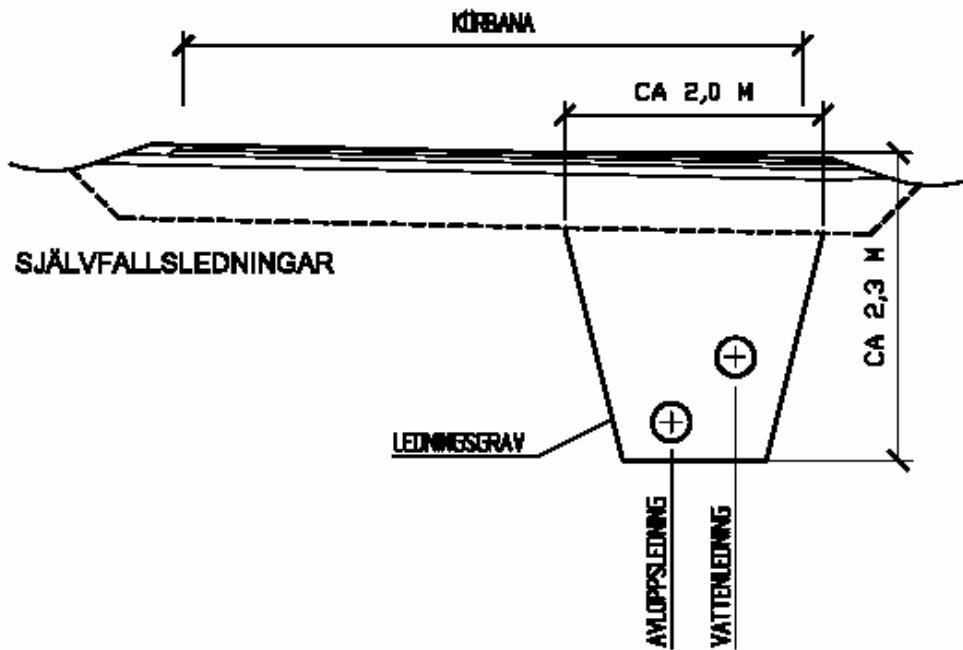 KÖRBANA
CA 2,0 M
SJÄLVFALLSLEDNINGAR
CA 2,3 M
LEDNINGSGRAV
AVLOPPSLEDNING
VATTENLEDNING